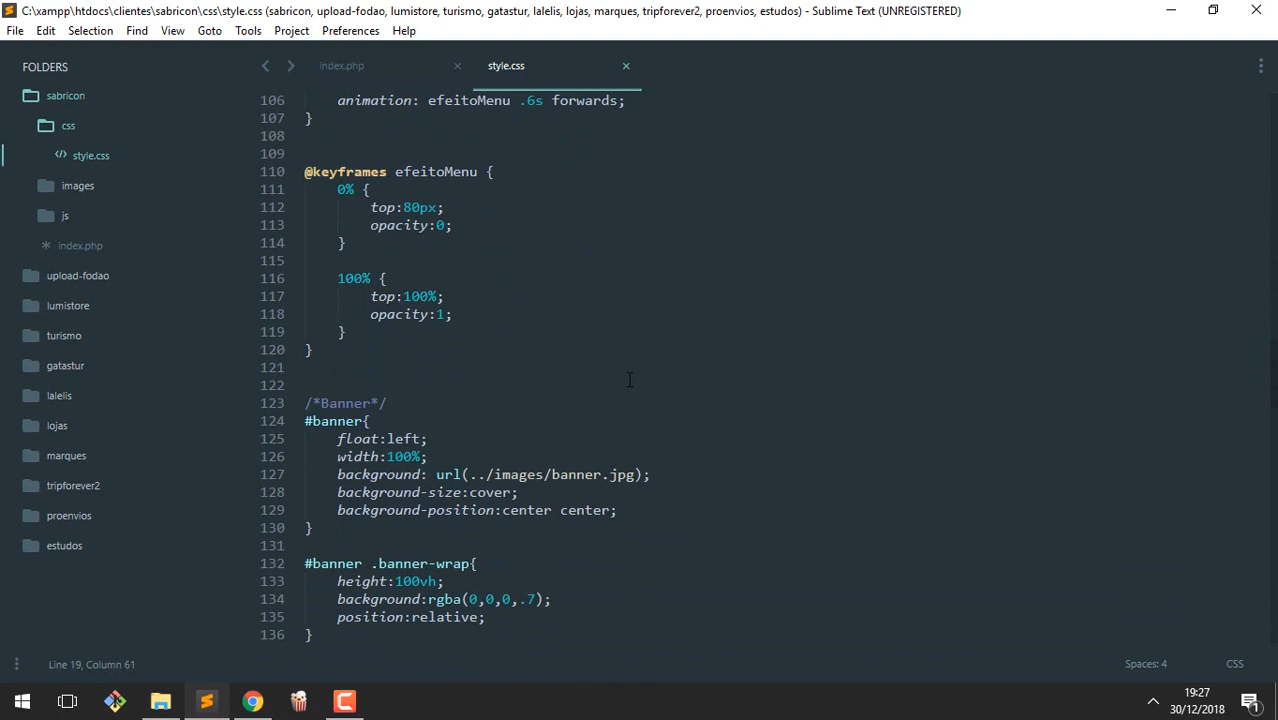 C:\xampp\htdocs\clientes\sabricon\css\style.css (sabricon, upload-fodao, lumistore, turismo, gatastur, lalelis, lojas, marques, tripforever2, proenvios, estudos) - Sublime Text (UNREGISTERED)
File Edit Selection Find View Goto Tools Project Preferences Help
FOLDERS
sabricon
css
style.css
images
js
index.php
upload-fodao
lumistore
turismo
gatastur
lalelis
lojas
marques
tripforever2
proenvios
estudos
index.php style.css
106 animation: efeitoMenu .6s forwards;
107 }
108
109
110 @keyframes efeitoMenu {
111 0% {
112 top:80px;
113 opacity:0;
114 }
115
116 100% {
117 top:100%;
118 opacity:1;
119 }
120 }
121
122
123 /*Banner*/
124 #banner{
125 float:left;
126 width:100%;
127 background: url(../images/banner.jpg);
128 background-size:cover;
129 background-position:center center;
130 }
131
132 #banner .banner-wrap{
133 height:100vh;
134 background:rgba(0,0,0,.7);
135 position:relative;
136 }
Line 19, Column 61 Spaces: 4 CSS
19:27
30/12/2018
1